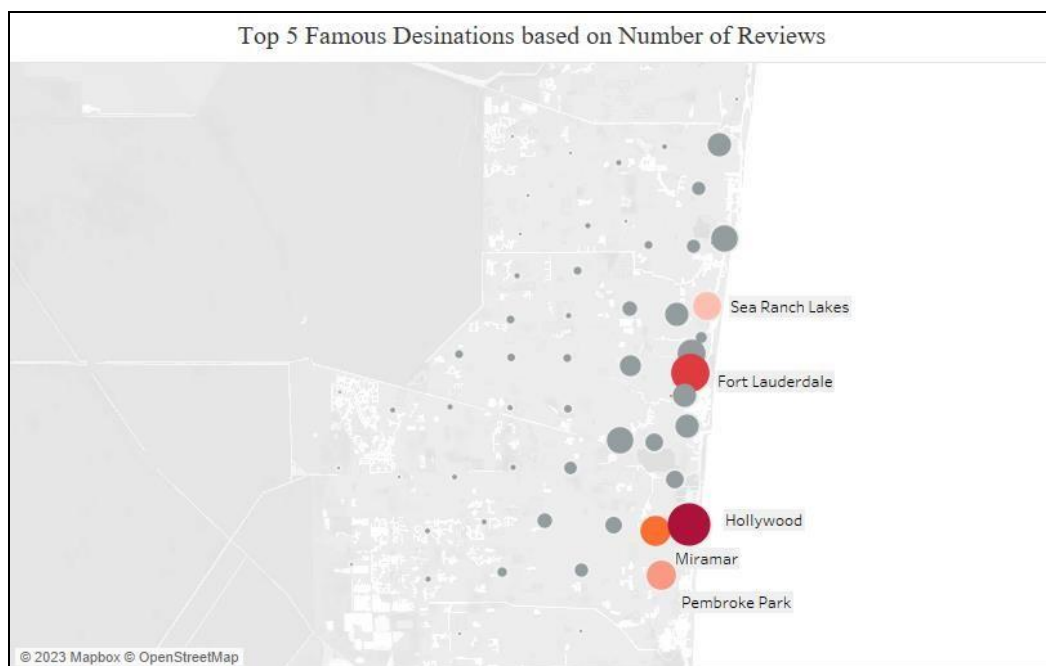 Top 5 Famous Desinations based on Number of Reviews
Sea Ranch Lakes
Fort Lauderdale
Hollywood
Miramar
Pembroke Park
© 2023 Mapbox © OpenStreetMap